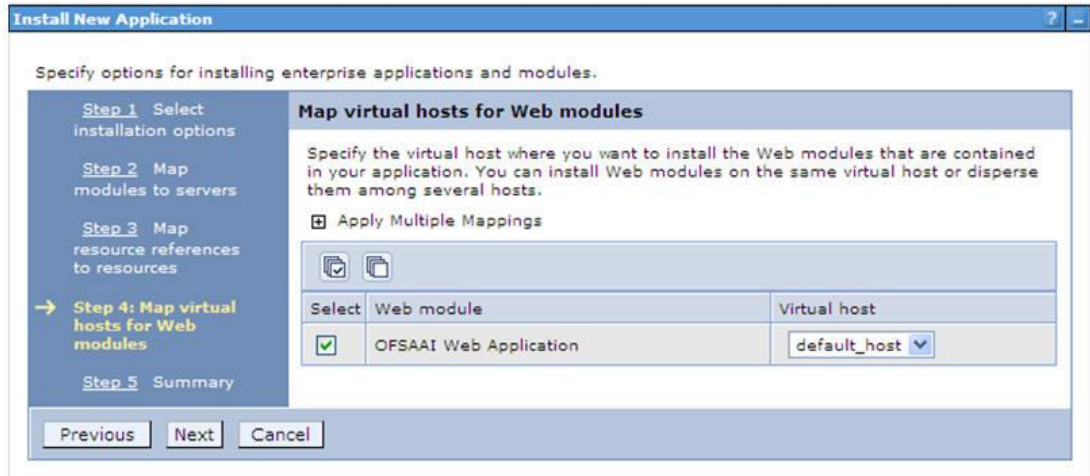 Install New Application
? _
Specify options for installing enterprise applications and modules.
Step 1 Select
installation options
Step 2 Map
modules to servers
Step 3 Map
resource references
to resources
Step 4: Map virtual
hosts for Web
modules
Step 5 Summary
Map virtual hosts for Web modules
Specify the virtual host where you want to install the Web modules that are contained
in your application. You can install Web modules on the same virtual host or disperse
them among several hosts.
Apply Multiple Mappings
Select Web module Virtual host
OFSAAI Web Application default_host
Previous Next Cancel